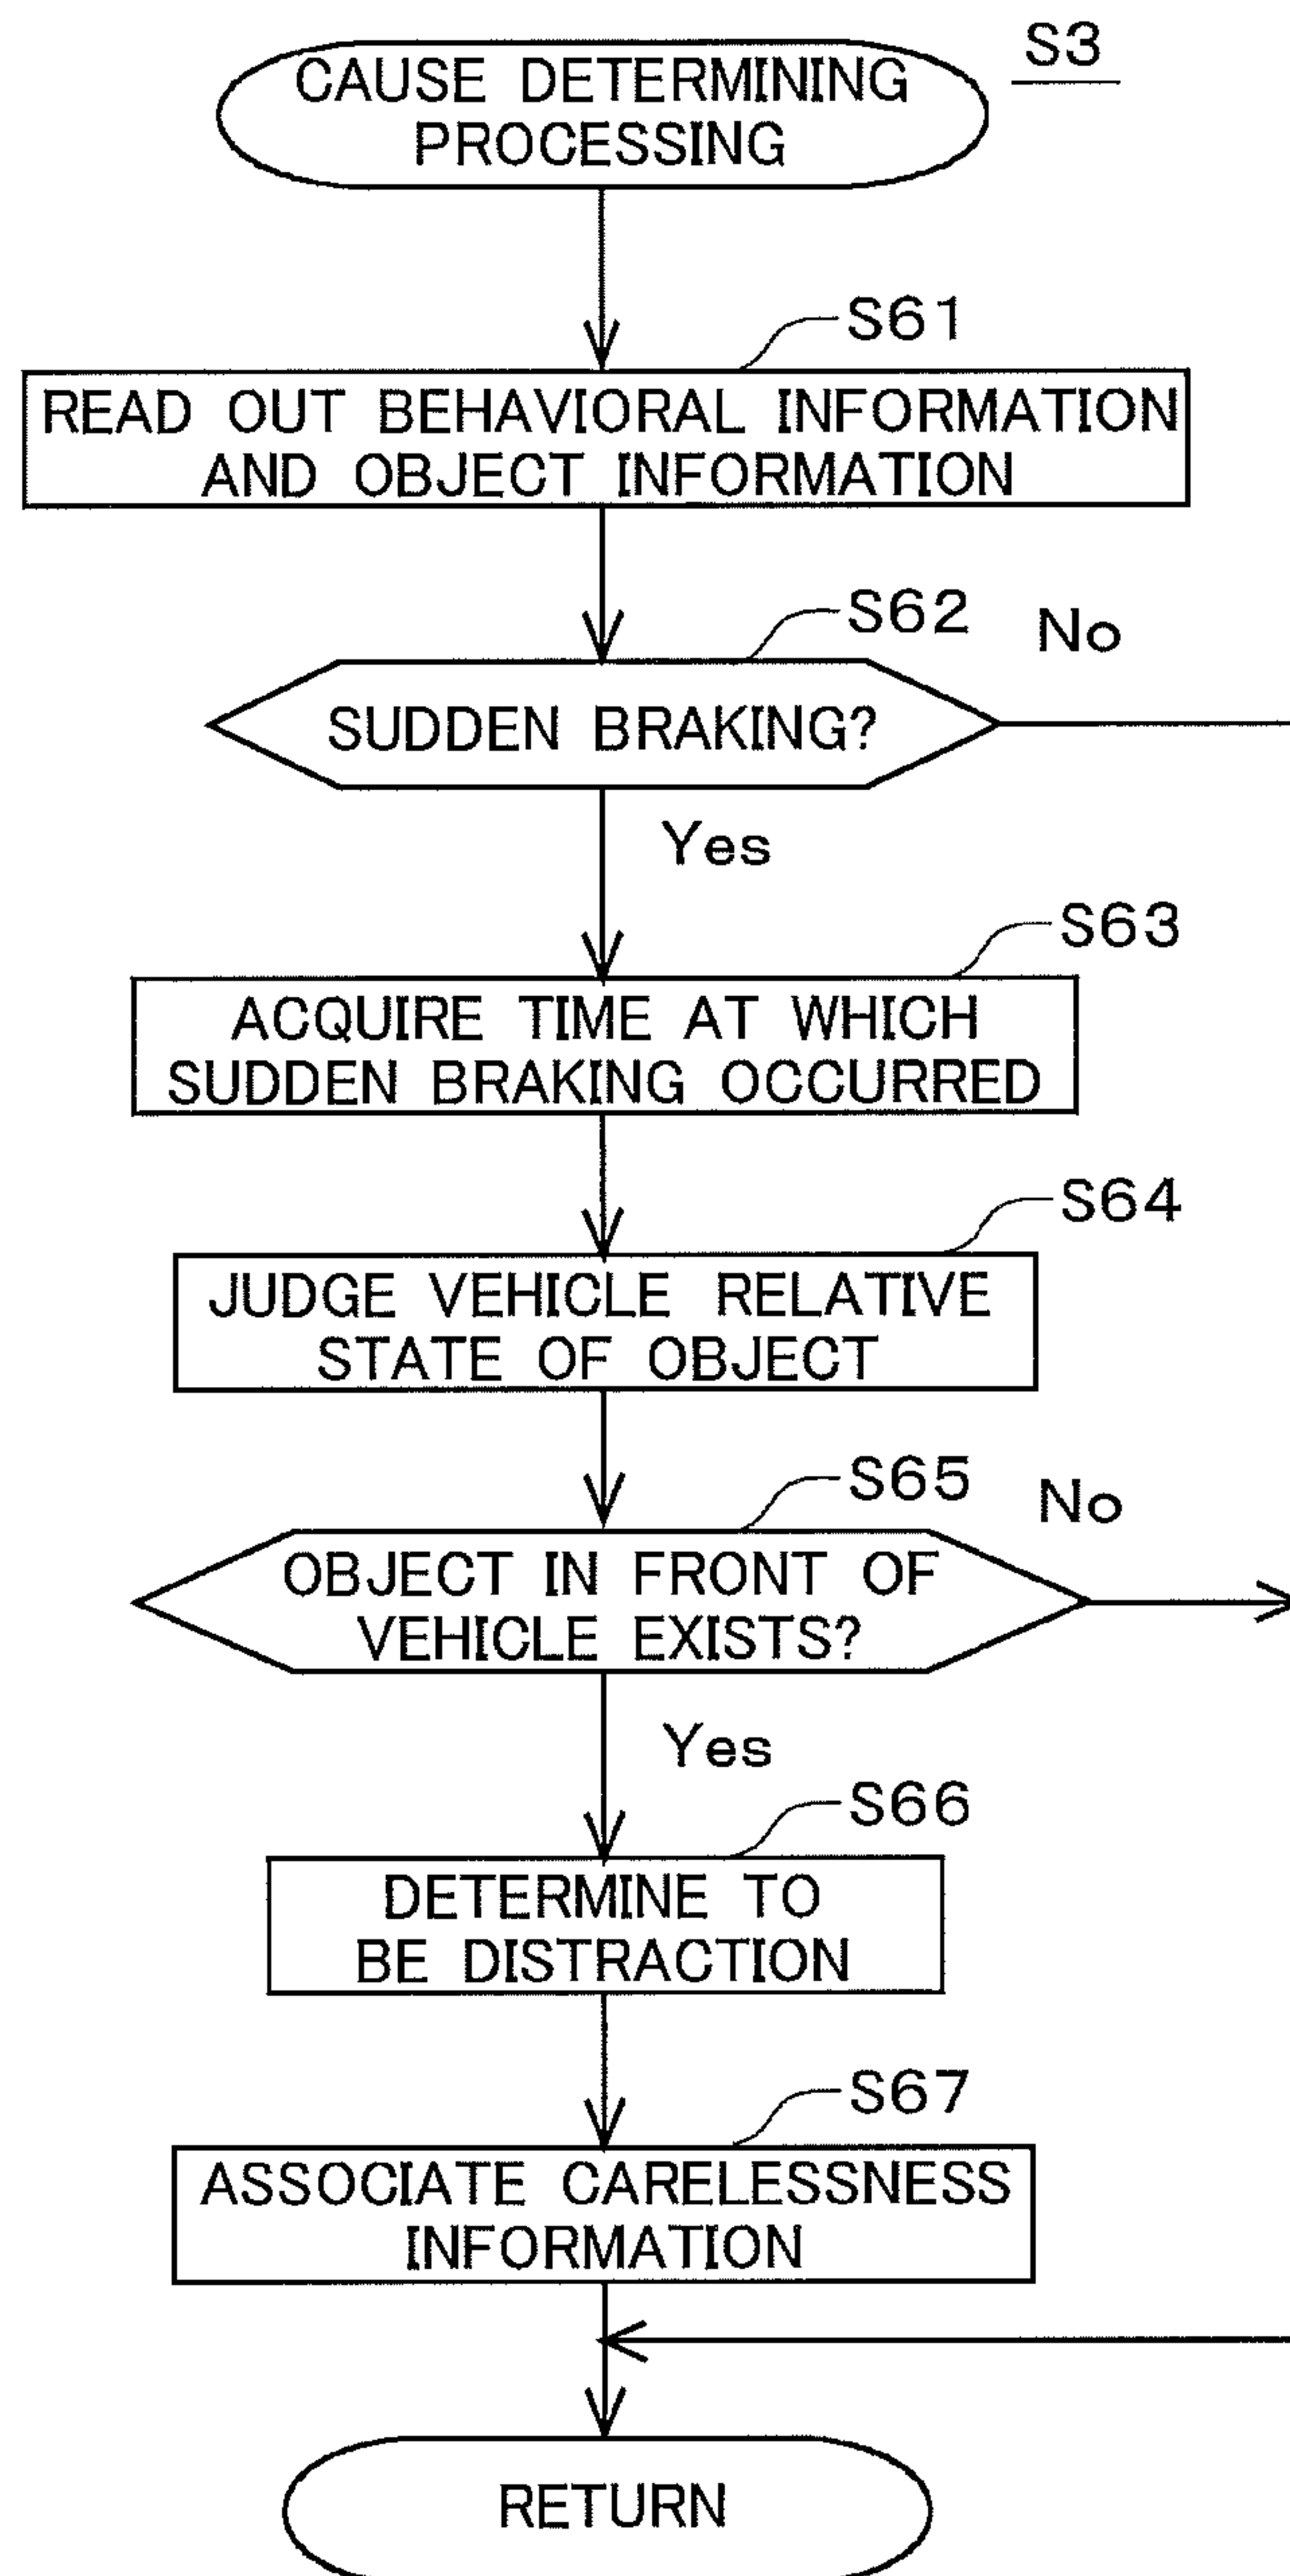 S3
CAUSE DETERMINING
PROCESSING
S61
READ OUT BEHAVIORAL INFORMATION
AND OBJECT INFORMATION
S62
No
SUDDEN BRAKING?
Yes
S63
ACQUIRE TIME AT WHICH
SUDDEN BRAKING OCCURRED
S64
JUDGE VEHICLE RELATIVE
STATE OF OBJECT
S65
No
OBJECT IN FRONT OF
VEHICLE EXISTS?
Yes
S66
DETERMINE TO
BE DISTRACTION
S67
ASSOCIATE CARELESSNESS
INFORMATION
RETURN